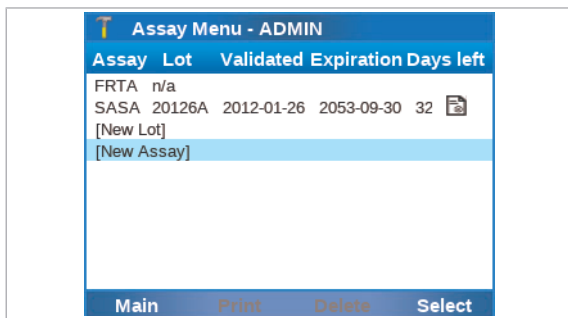 Assay Menu - ADMIN
Assay Lot Validated Expiration Days left
FRTA n/a
SASA 20126A 2012-01-26 2053-09-30 32
[New Lot]
[New Assay]
Main Print Delete Select